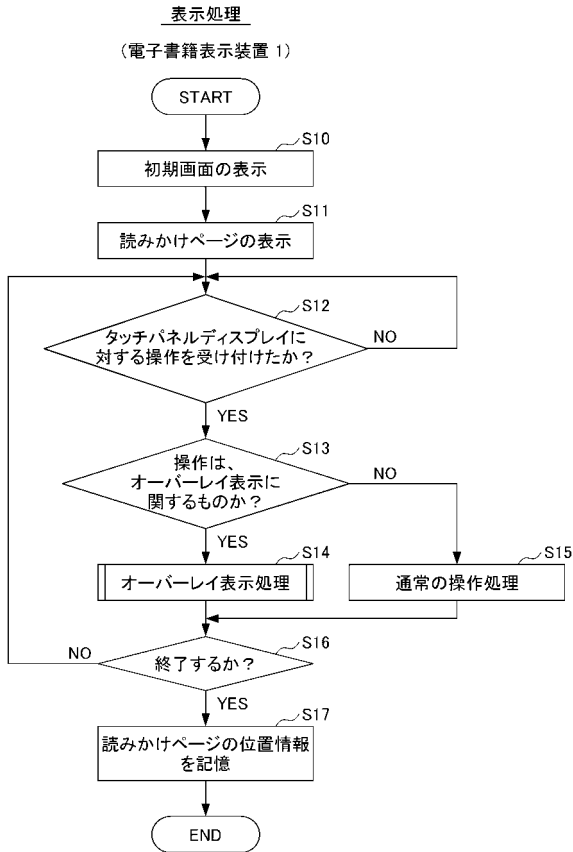 表示処理
(電子書籍表示装置 1)
START
S10
初期画面の表示
S11
読みかけページの表示
S12
タッチパネルディスプレイに
対する操作を受け付けたか？
NO
YES
S13
操作は、
オーバーレイ表示に
関するものか？
NO
YES
S14
オーバーレイ表示処理
S15
通常の操作処理
S16
終了するか？
NO
YES
S17
読みかけページの位置情報
を記憶
END